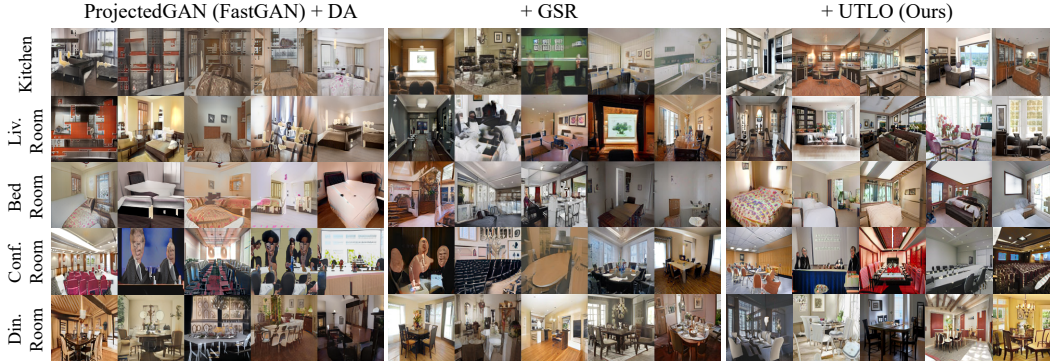 ProjectedGAN (FastGAN) + DA
+ GSR
+ UTLO (Ours)
Kitchen
Liv.
Room
Bed
Room
Conf.
Room
Din.
Room